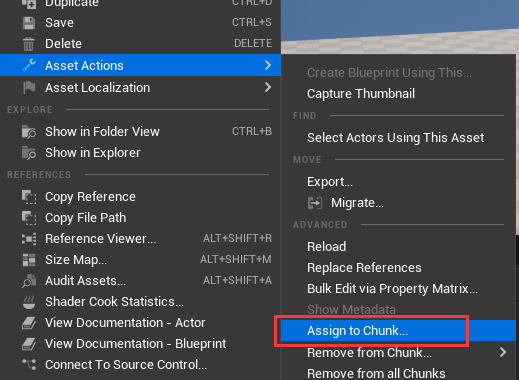 Duplicate CTRL+D
Save CTRL+S
Delete DELETE
Asset Actions
Asset Localization
EXPLORE
Show in Folder View CTRL+B
Show in Explorer
REFERENCES
Copy Reference
Copy File Path
Reference Viewer... ALT+SHIFT+R
Size Map... ALT+SHIFT+M
Audit Assets... ALT+SHIFT+A
Shader Cook Statistics...
View Documentation - Actor
View Documentation - Blueprint
Connect To Source Control...
Create Blueprint Using This...
Capture Thumbnail
FIND
Select Actors Using This Asset
MOVE
Export...
Migrate...
ADVANCED
Reload
Replace References
Bulk Edit via Property Matrix...
Show Metadata
Assign to Chunk...
Remove from Chunk...
Remove from all Chunks